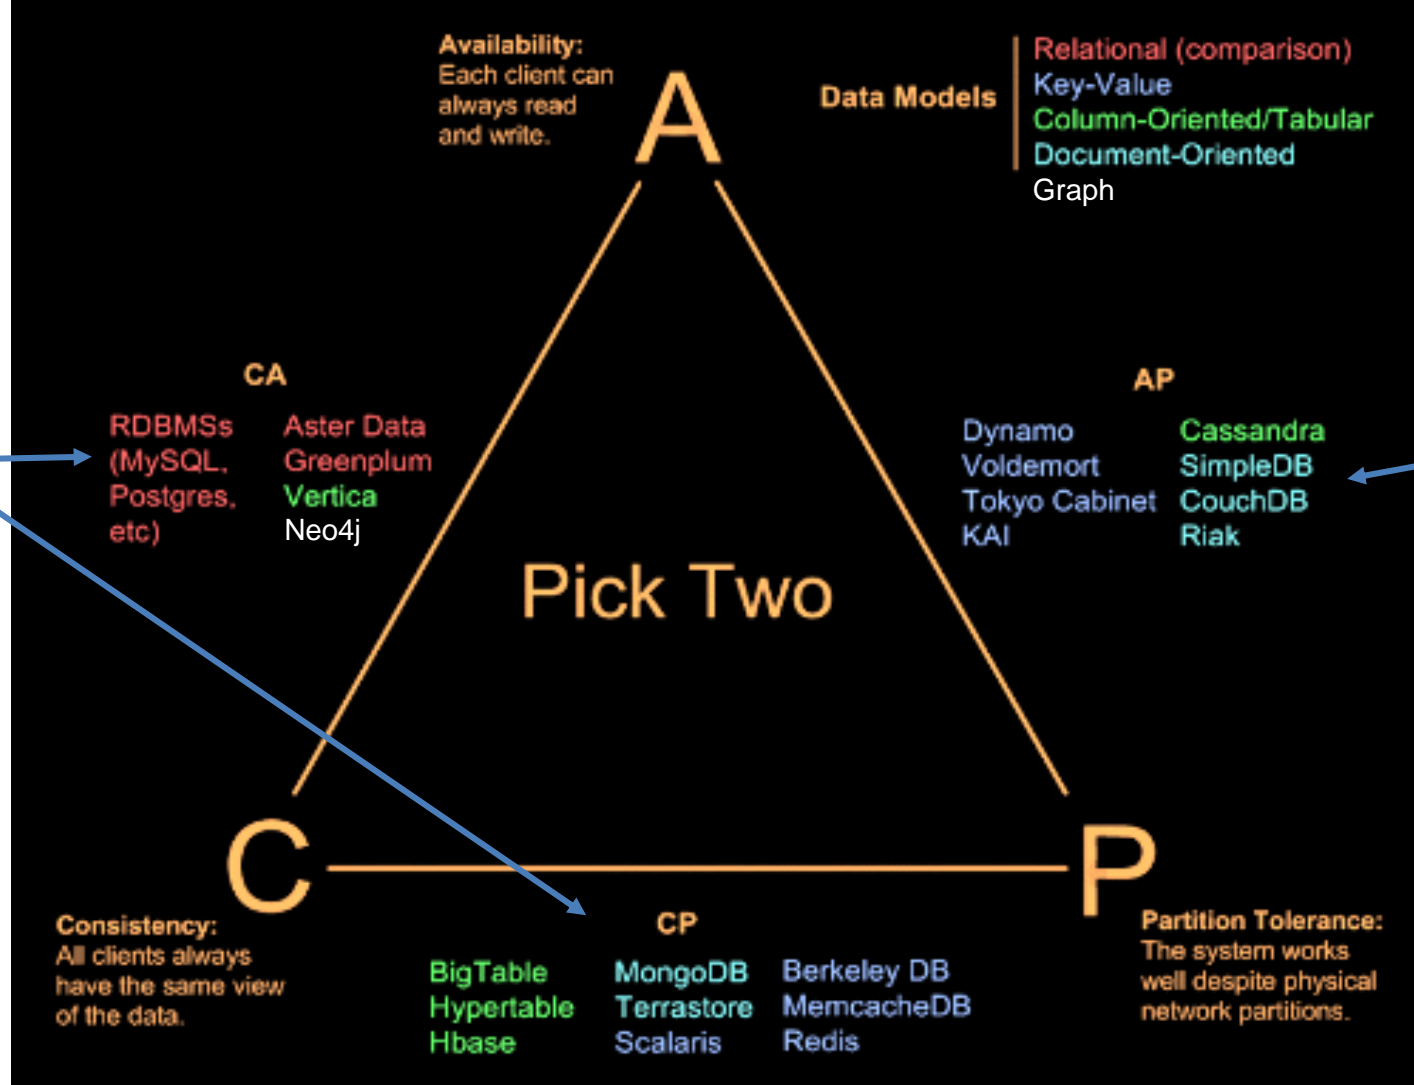 Availability:
Each client can
always read
and write.
A
Data Models
Relational (comparison)
Key-Value
Column-Oriented/Tabular
Document-Oriented
Graph
CA
RDBMSs
(MySQL,
Postgres,
etc)
Aster Data
Greenplum
Vertica
Neo4j
AP
Dynamo
Voldemort
Tokyo Cabinet
KAI
Cassandra
SimpleDB
CouchDB
Riak
Pick Two
C
Consistency:
All clients always
have the same view
of the data.
CP
BigTable
Hypertable
Hbase
MongoDB
Terrastore
Scalaris
Berkeley DB
MemcacheDB
Redis
P
Partition Tolerance:
The system works
well despite physical
network partitions.